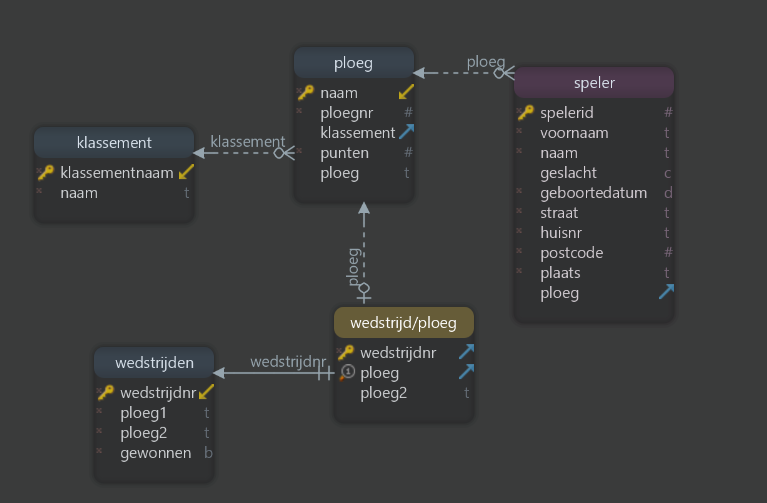 ploeg
naam
ploegnr #
klassement
punten #
ploeg t
ploeg
speler
spelerid #
voornaam t
naam t
geslacht c
geboortedatum d
straat t
huisnr t
postcode #
plaats t
ploeg
klassement
klassementnaam
naam t
klassement
ploeg
wedstrijd/ploeg
wedstrijdnr
1 ploeg
ploeg2 t
wedstrijdnr
wedstrijden
wedstrijdnr
ploeg1 t
ploeg2 t
gewonnen b